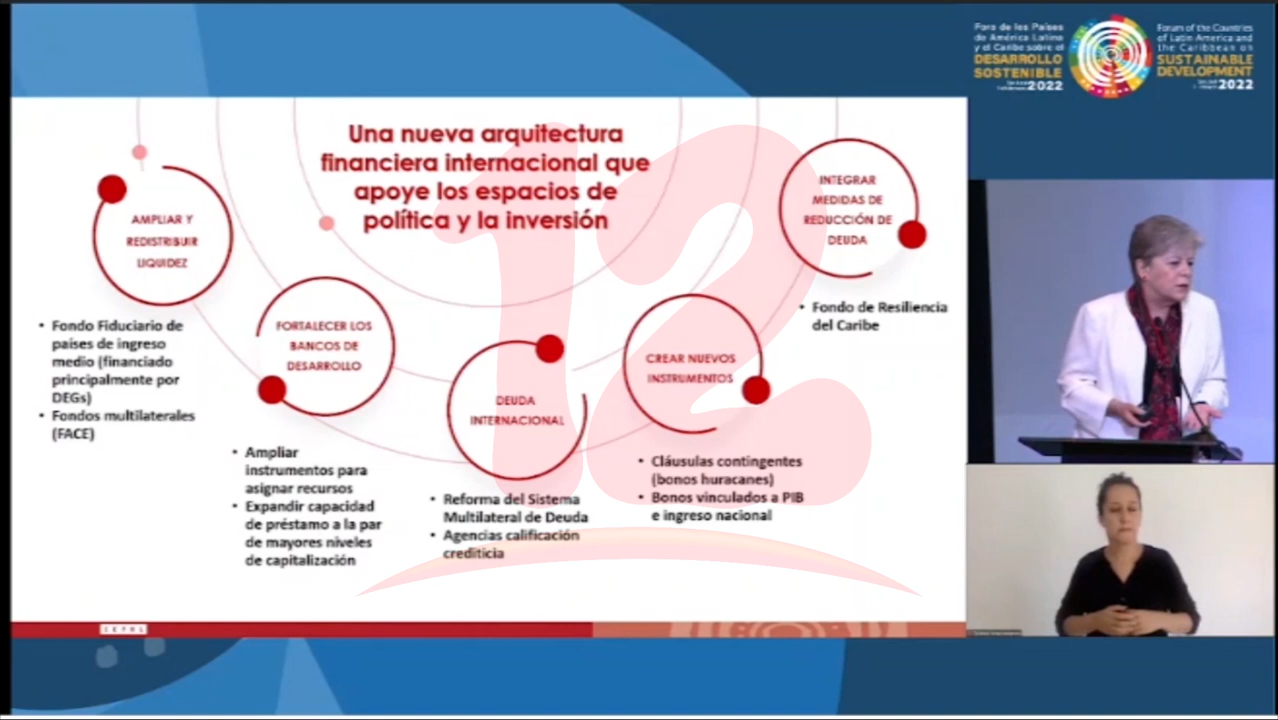 Foro de los Países
de América Latina
y el Caribe sobre el
DESARROLLO
SOSTENIBLE
2022
Forum of the Countries
of Latin America and
the Caribbean on
SUSTAINABLE
DEVELOPMENT
2022
Una nueva arquitectura
financiera internacional que
apoye los espacios de
política y la inversión
12
AMPLIAR Y
REDISTRIBUIR
LIQUIDEZ
• Fondo Fiduciario de
países de ingreso
medio (financiado
principalmente por
DEGs)
• Fondos multilaterales
(FACE)
FORTALECER LOS
BANCOS DE
DESARROLLO
• Ampliar
instrumentos para
asignar recursos
• Expandir capacidad
de préstamo a la par
de mayores niveles
de capitalización
DEUDA
INTERNACIONAL
• Reforma del Sistema
Multilateral de Deuda
• Agencias calificación
crediticia
CREAR NUEVOS
INSTRUMENTOS
• Cláusulas contingentes
(bonos huracanes)
• Bonos vinculados a PIB
e ingreso nacional
INTEGRAR
MEDIDAS DE
REDUCCIÓN DE
DEUDA
• Fondo de Resiliencia
del Caribe
CEPAL